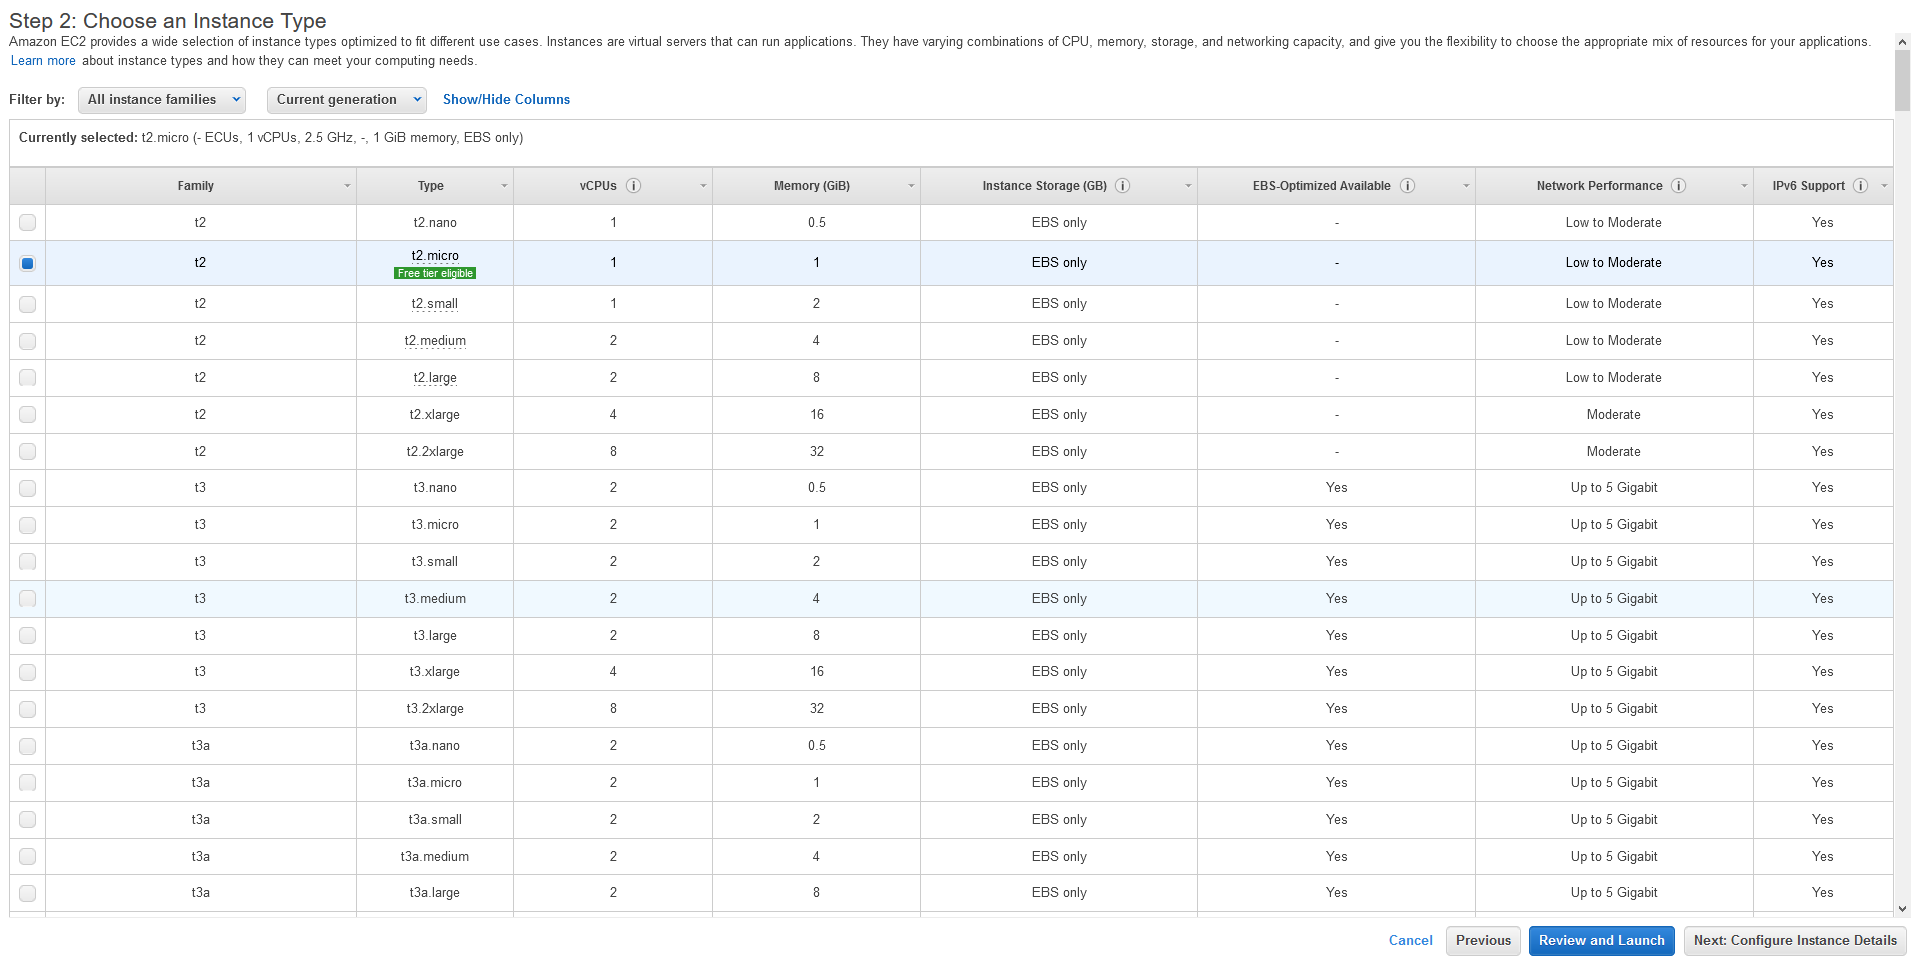 Step 2: Choose an Instance Type
Amazon EC2 provides a wide selection of instance types optimized to fit different use cases. Instances are virtual servers that can run applications. They have varying combinations of CPU, memory, storage, and networking capacity, and give you the flexibility to choose the appropriate mix of resources for your applications.
Learn more about instance types and how they can meet your computing needs.
Filter by: All instance families Current generation Show/Hide Columns
Currently selected: t2.micro (- ECUs, 1 vCPUs, 2.5 GHz, -, 1 GiB memory, EBS only)
Family Type vCPUs i Memory (GiB) Instance Storage (GB) i EBS-Optimized Available i Network Performance i IPv6 Support i
t2 t2.nano 1 0.5 EBS only - Low to Moderate Yes
t2 t2.micro 1 1 EBS only - Low to Moderate Yes
Free tier eligible
t2 t2.small 1 2 EBS only - Low to Moderate Yes
t2 t2.medium 2 4 EBS only - Low to Moderate Yes
t2 t2.large 2 8 EBS only - Low to Moderate Yes
t2 t2.xlarge 4 16 EBS only - Moderate Yes
t2 t2.2xlarge 8 32 EBS only - Moderate Yes
t3 t3.nano 2 0.5 EBS only Yes Up to 5 Gigabit Yes
t3 t3.micro 2 1 EBS only Yes Up to 5 Gigabit Yes
t3 t3.small 2 2 EBS only Yes Up to 5 Gigabit Yes
t3 t3.medium 2 4 EBS only Yes Up to 5 Gigabit Yes
t3 t3.large 2 8 EBS only Yes Up to 5 Gigabit Yes
t3 t3.xlarge 4 16 EBS only Yes Up to 5 Gigabit Yes
t3 t3.2xlarge 8 32 EBS only Yes Up to 5 Gigabit Yes
t3a t3a.nano 2 0.5 EBS only Yes Up to 5 Gigabit Yes
t3a t3a.micro 2 1 EBS only Yes Up to 5 Gigabit Yes
t3a t3a.small 2 2 EBS only Yes Up to 5 Gigabit Yes
t3a t3a.medium 2 4 EBS only Yes Up to 5 Gigabit Yes
t3a t3a.large 2 8 EBS only Yes Up to 5 Gigabit Yes
Cancel Previous Review and Launch Next: Configure Instance Details